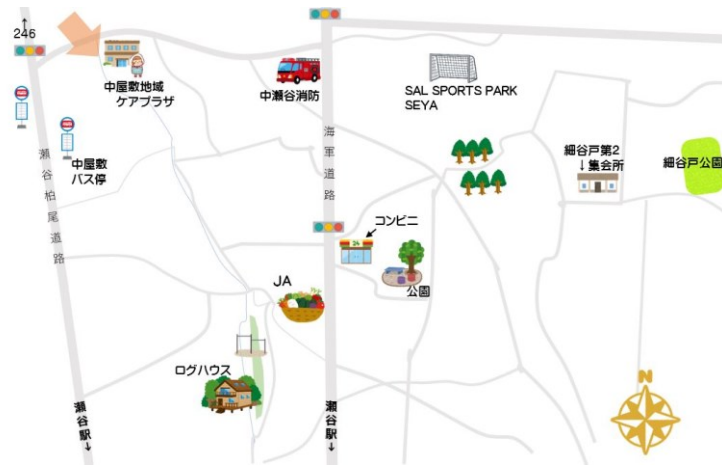 ↑
246
中屋敷地域
ケアプラザ
中瀬谷消防
SAL SPORTS PARK
SEYA
細谷戸第2
↓集会所
細谷戸公園
中屋敷
バス停
瀬谷柏尾道路
海軍道路
コンビニ
公園
JA
ログハウス
瀬谷駅↓
瀬谷駅↓
N